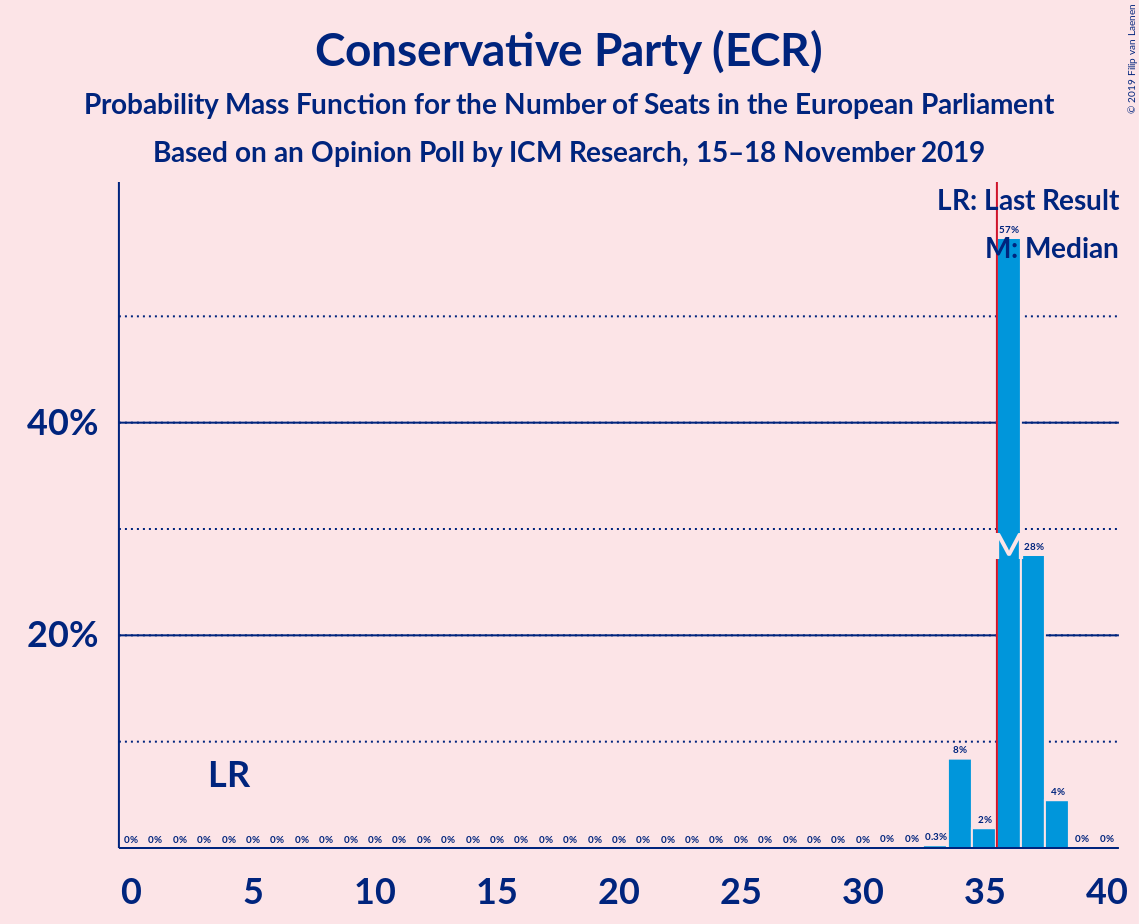 Conservative Party (ECR)
Probability Mass Function for the Number of Seats in the European Parliament
Based on an Opinion Poll by ICM Research, 15–18 November 2019
© 2019 Filip van Laenen
LR: Last Result
M: Median
57%
40%
M
28%
20%
LR
8%
4%
2%
0% 0% 0% 0% 0% 0% 0% 0% 0% 0% 0% 0% 0% 0% 0% 0% 0% 0% 0% 0% 0% 0% 0% 0% 0% 0% 0% 0% 0% 0% 0% 0% 0% 0.3% 0% 0%
0 5 10 15 20 25 30 35 40